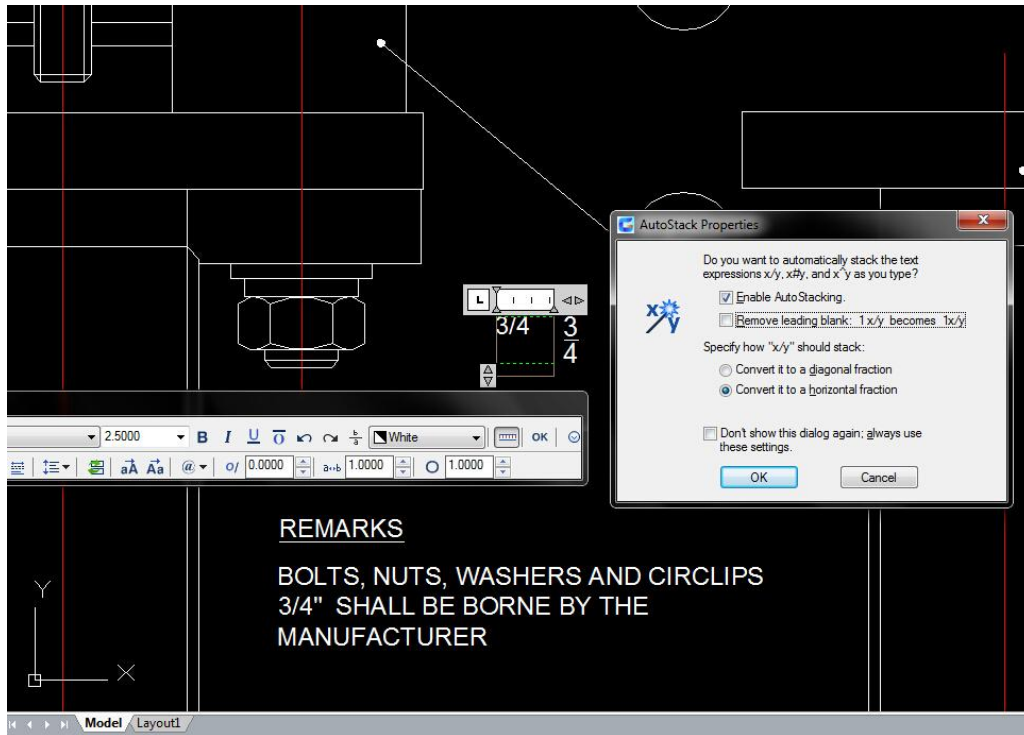 AutoStack Properties
x
Do you want to automatically stack the text
expressions x/y, x#y, and x^y as you type?
Enable AutoStacking.
Remove leading blank: 1 x/y becomes 1x/y
x/y
Specify how "x/y" should stack:
Convert it to a diagonal fraction
Convert it to a horizontal fraction
Don't show this dialog again; always use
these settings.
OK
Cancel
L
3/4
3
4
2.5000
B I U O
b
a
White
OK
aA Aa @ 0/ 0.0000 a↔b 1.0000 O 1.0000
REMARKS
BOLTS, NUTS, WASHERS AND CIRCLIPS
3/4" SHALL BE BORNE BY THE
MANUFACTURER
Y
X
Model Layout1